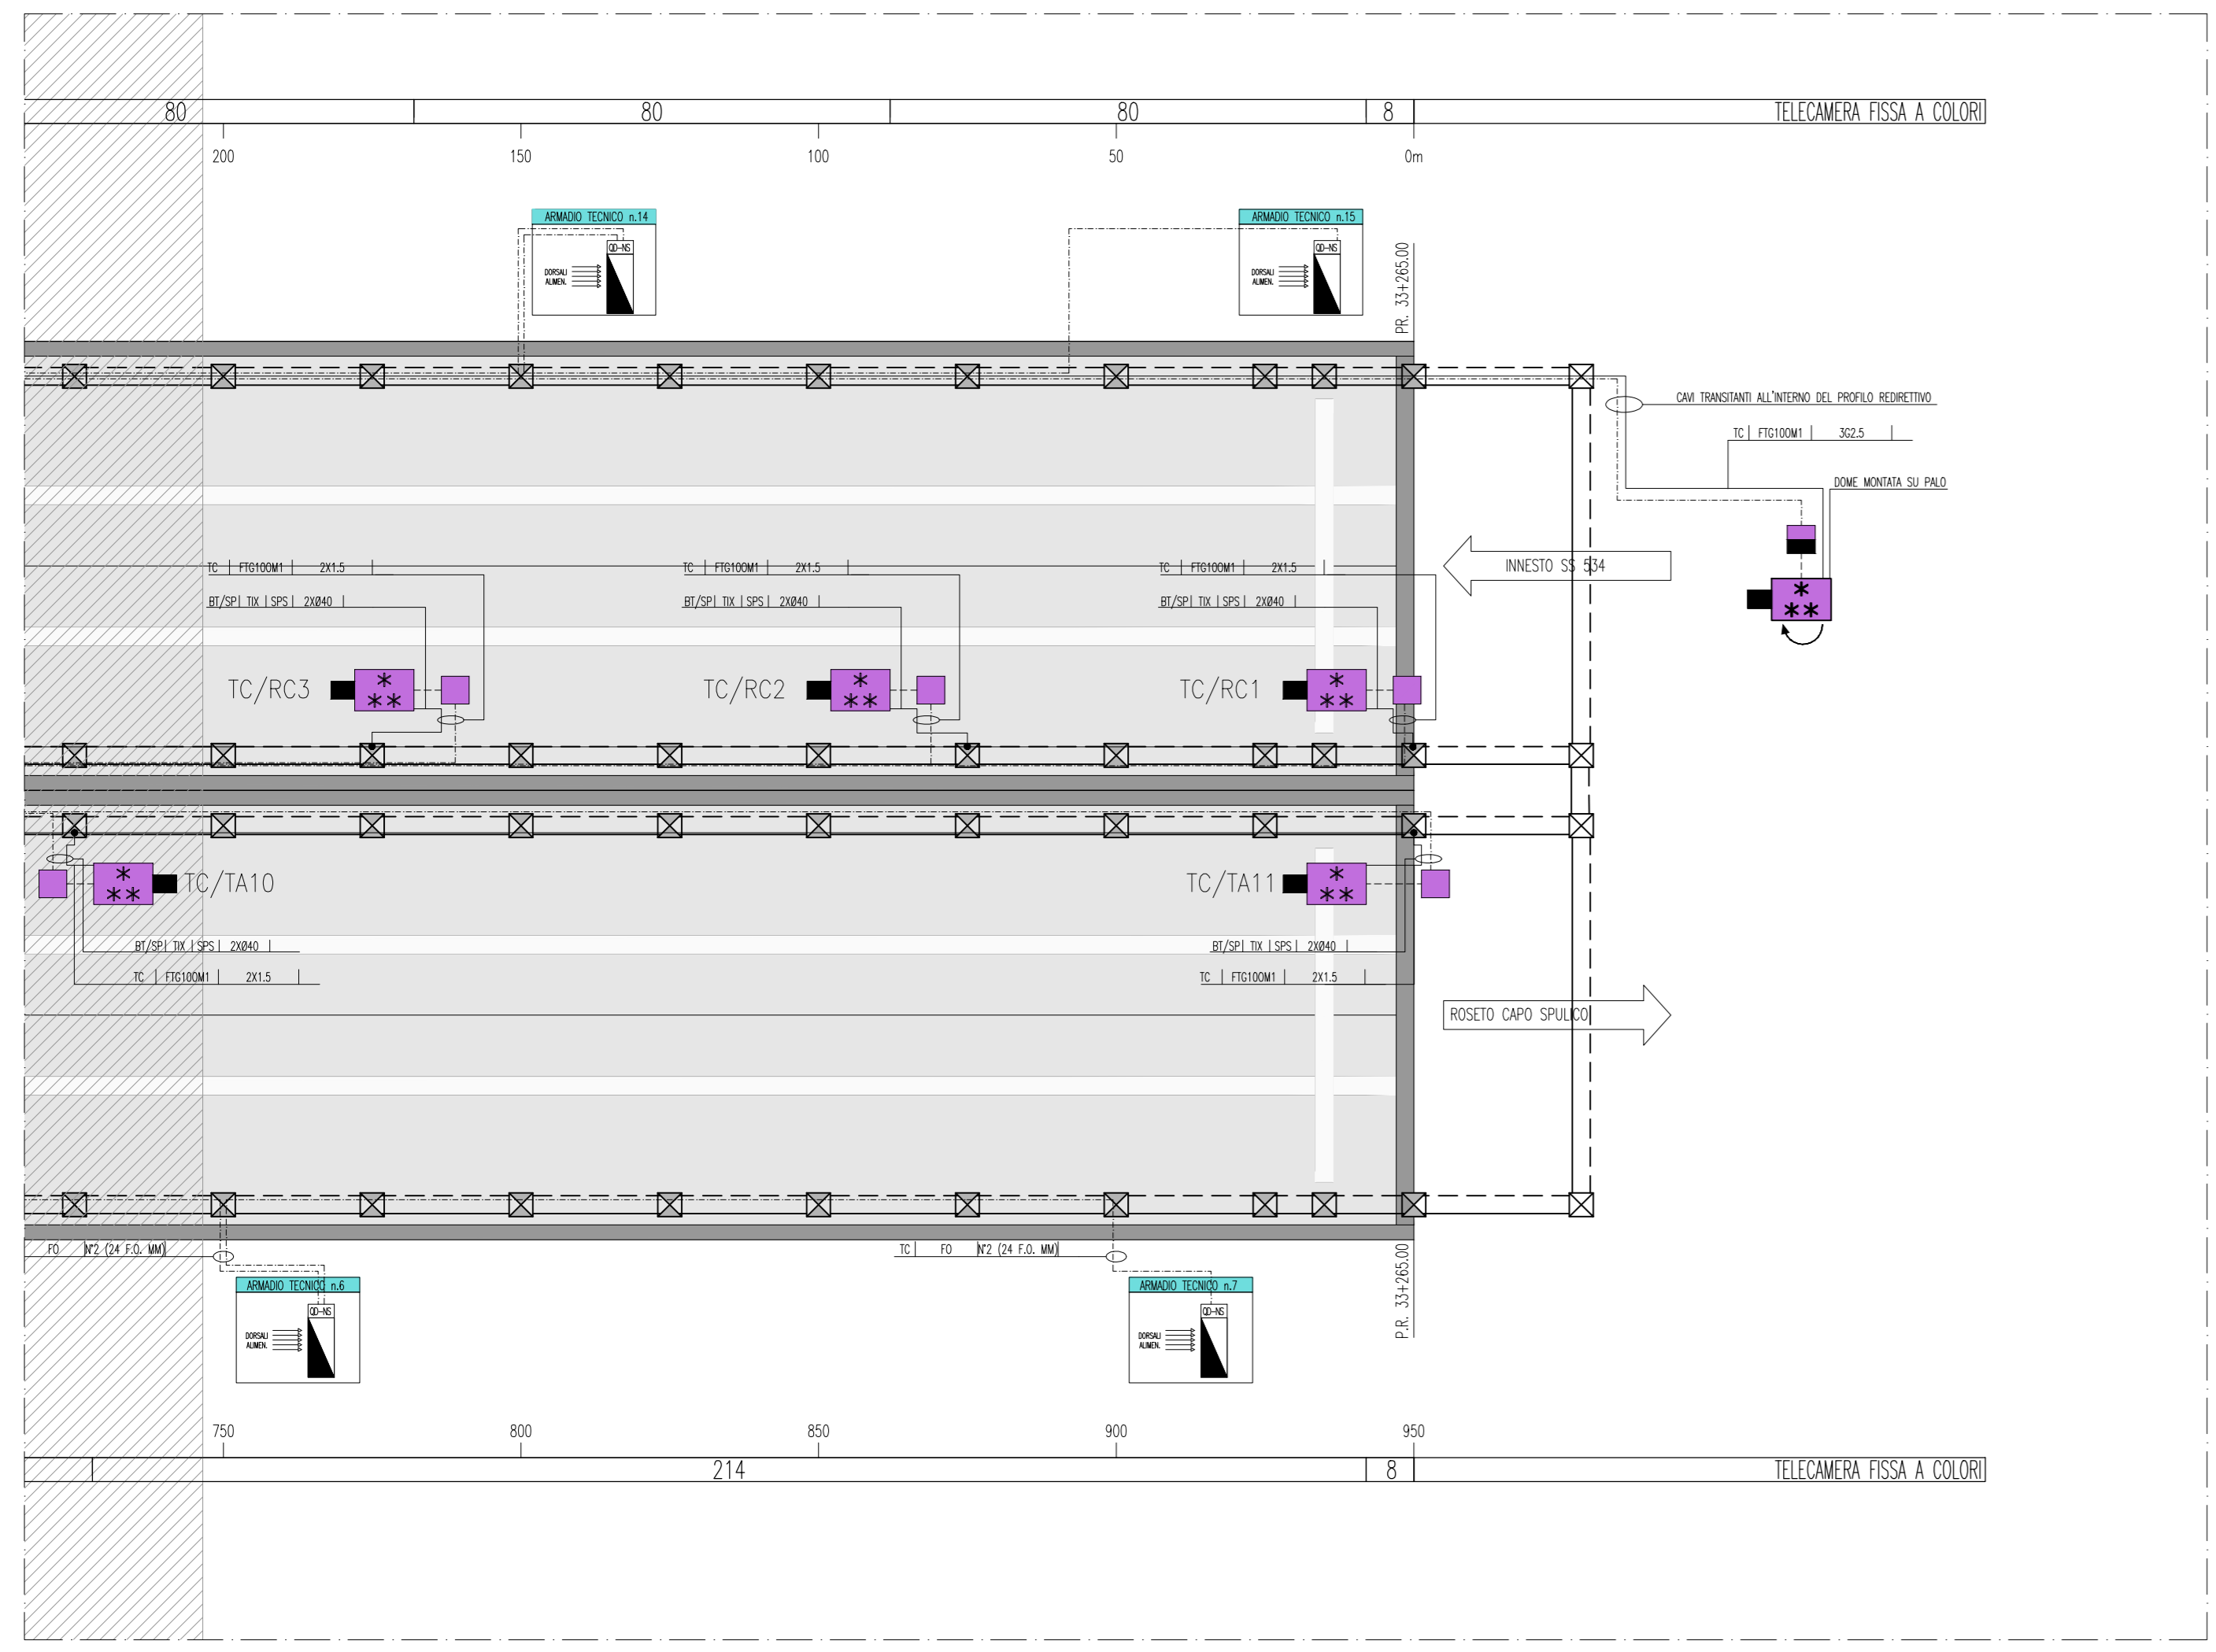 80 80 80 8 TELECAMERA FISSA A COLORI
200 150 100 50 0m
ARMADIO TECNICO n.14
QD-NS
DORSALI
ALIMEN.
ARMADIO TECNICO n.15
QD-NS
DORSALI
ALIMEN.
PR. 33+265.00
CAVI TRANSITANTI ALL'INTERNO DEL PROFILO REDIRETTIVO
TC FTG10OM1 3G2.5
DOME MONTATA SU PALO
INNESTO SS 534
TC FTG10OM1 2X1.5
BT/SP TIX SPS 2XØ40
TC FTG10OM1 2X1.5
BT/SP TIX SPS 2XØ40
TC FTG10OM1 2X1.5
BT/SP TIX SPS 2XØ40
*
**
TC/RC3 *
**
TC/RC2 *
**
TC/RC1 *
**
*
**
TC/TA10
TC/TA11 *
**
BT/SP TIX SPS 2XØ40
TC FTG10OM1 2X1.5
BT/SP TIX SPS 2XØ40
TC FTG10OM1 2X1.5
ROSETO CAPO SPULICO
FO N°2 (24 F.O. MM)
TC FO N°2 (24 F.O. MM)
P.R. 33+265.00
ARMADIO TECNICO n.6
QD-NS
DORSALI
ALIMEN.
ARMADIO TECNICO n.7
QD-NS
DORSALI
ALIMEN.
750 800 850 900 950
214 8 TELECAMERA FISSA A COLORI